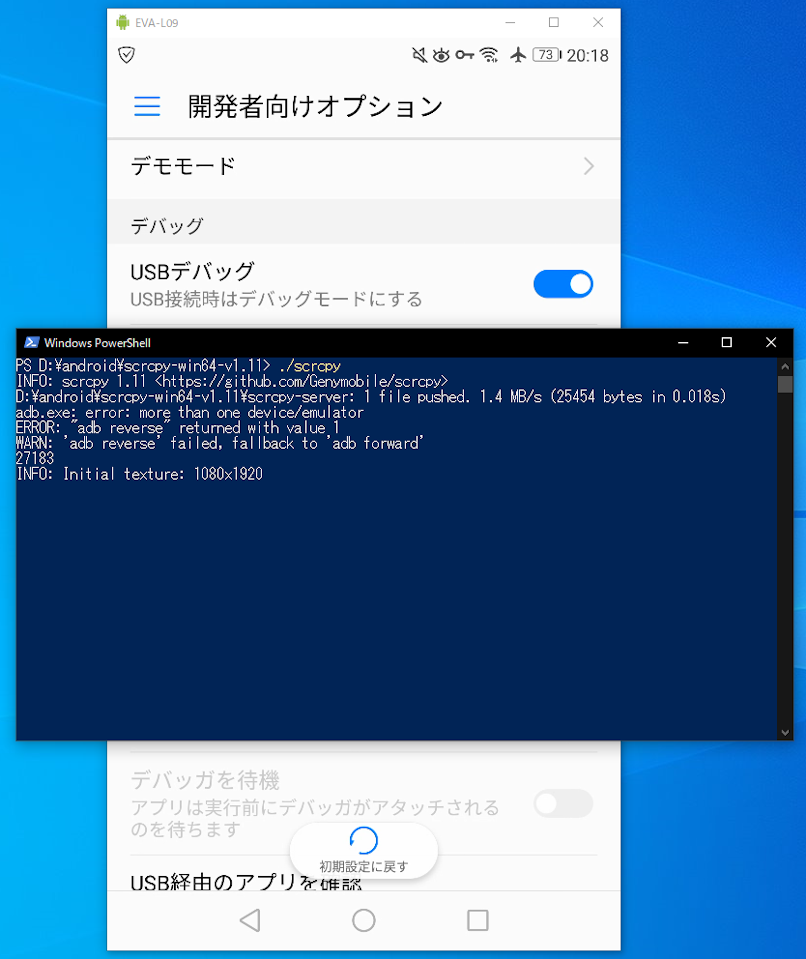 EVA-L09
73 20:18
開発者向けオプション
デモモード
デバッグ
USBデバッグ
USB接続時はデバッグモードにする
Windows PowerShell
PS D:¥android¥scrcpy-win64-v1.11> ./scrcpy
INFO: scrcpy 1.11 <https://github.com/Genymobile/scrcpy>
D:¥android¥scrcpy-win64-v1.11¥scrcpy-server: 1 file pushed. 1.4 MB/s (25454 bytes in 0.018s)
adb.exe: error: more than one device/emulator
ERROR: "adb reverse" returned with value 1
WARN: 'adb reverse' failed, fallback to 'adb forward'
27183
INFO: Initial texture: 1080x1920
デバッガを待機
アプリは実行前にデバッガがアタッチされる
のを待ちます
初期設定に戻す
USB経由のアプリを確認